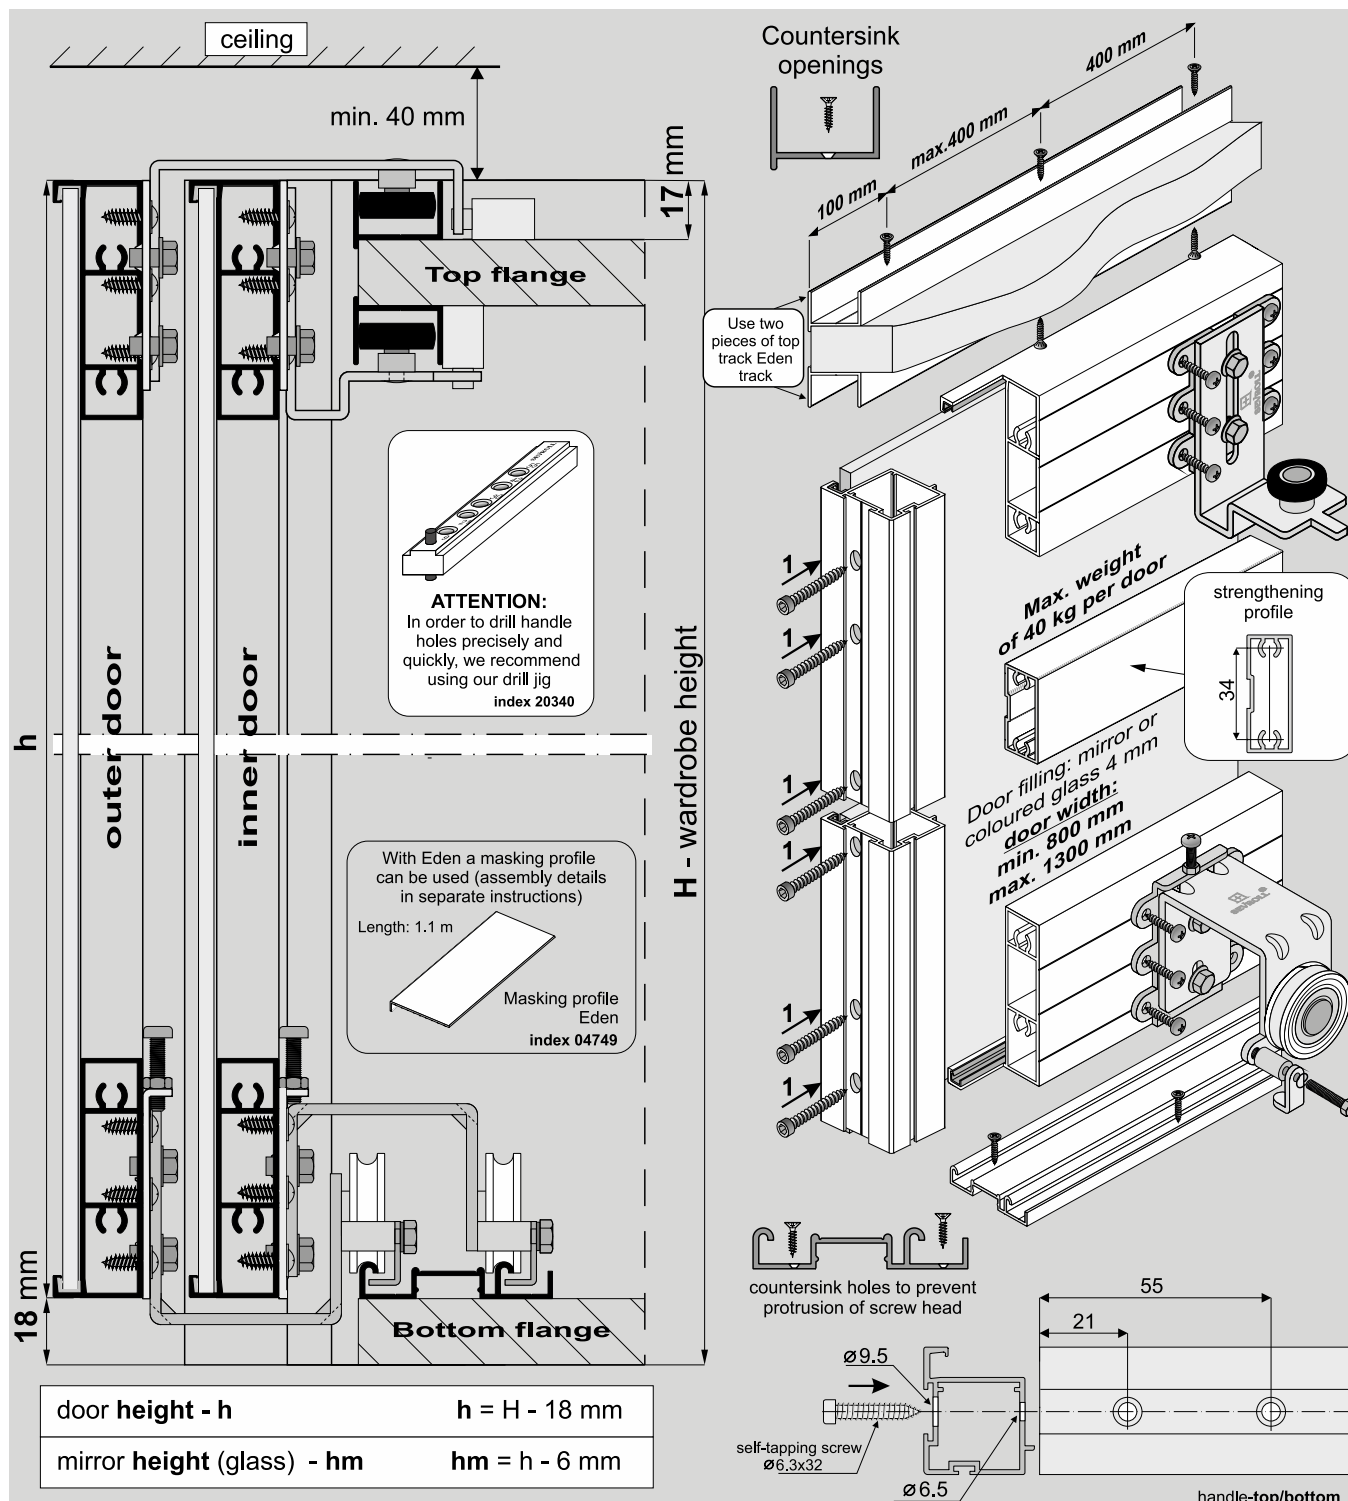 ceiling
min. 40 mm
17 mm
Top flange
ATTENTION:
In order to drill handle
holes precisely and
quickly, we recommend
using our drill jig
index 20340
h
outer door
inner door
H - wardrobe height
With Eden a masking profile
can be used (assembly details
in separate instructions)
Length: 1.1 m
Masking profile
Eden
index 04749
18 mm
Bottom flange
door height - h h = H - 18 mm
mirror height (glass) - hm hm = h - 6 mm
Countersink
openings
400 mm
max.400 mm
100 mm
Use two
pieces of top
track Eden
track
SEVROLL®
Max. weight
of 40 kg per door
strengthening
profile
34
1
1
1
1
1
1
Door filling: mirror or
coloured glass 4 mm
door width:
min. 800 mm
max. 1300 mm
SEVROLL®
countersink holes to prevent
protrusion of screw head
55
21
ø9.5
self-tapping screw
ø6.3x32
ø6.5
handle-top/bottom